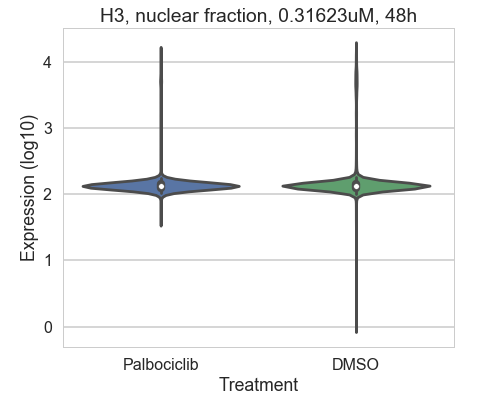 H3, nuclear fraction, 0.31623uM, 48h
Expression (log10)
4
3
2
1
0
Palbociclib
DMSO
Treatment